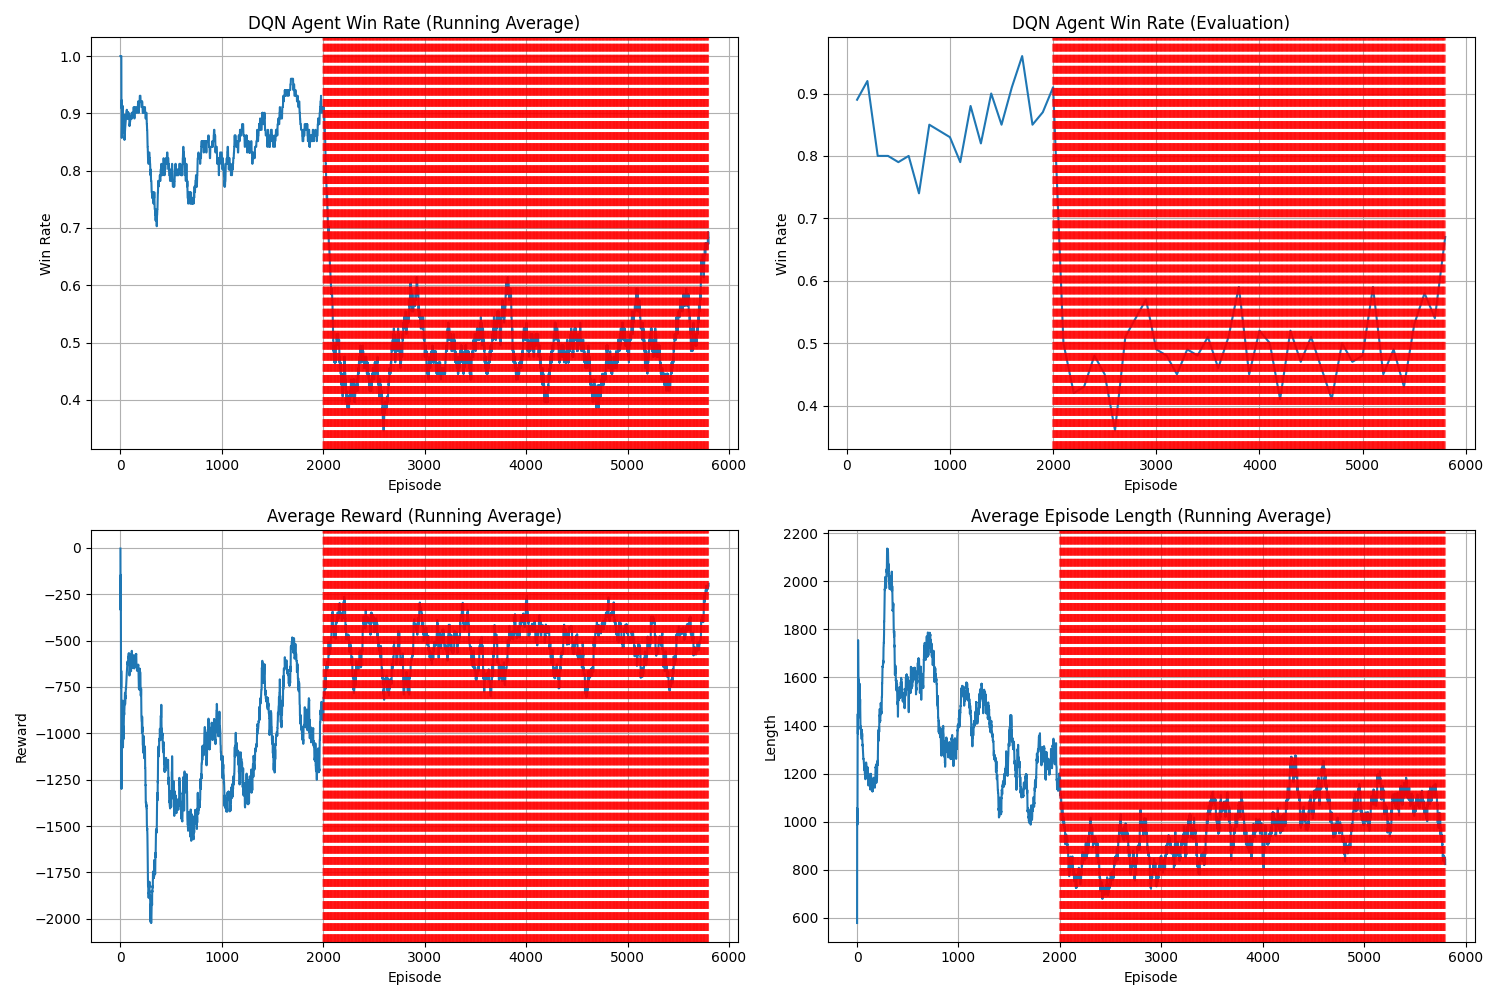 DQN Agent Win Rate (Running Average)
Win Rate
1.0
0.9
0.8
0.7
0.6
0.5
0.4
0 1000 2000 3000 4000 5000 6000
Episode
DQN Agent Win Rate (Evaluation)
Win Rate
0.9
0.8
0.7
0.6
0.5
0.4
0 1000 2000 3000 4000 5000 6000
Episode
Average Reward (Running Average)
Reward
0
−250
−500
−750
−1000
−1250
−1500
−1750
−2000
0 1000 2000 3000 4000 5000 6000
Episode
Average Episode Length (Running Average)
Length
2200
2000
1800
1600
1400
1200
1000
800
600
0 1000 2000 3000 4000 5000 6000
Episode